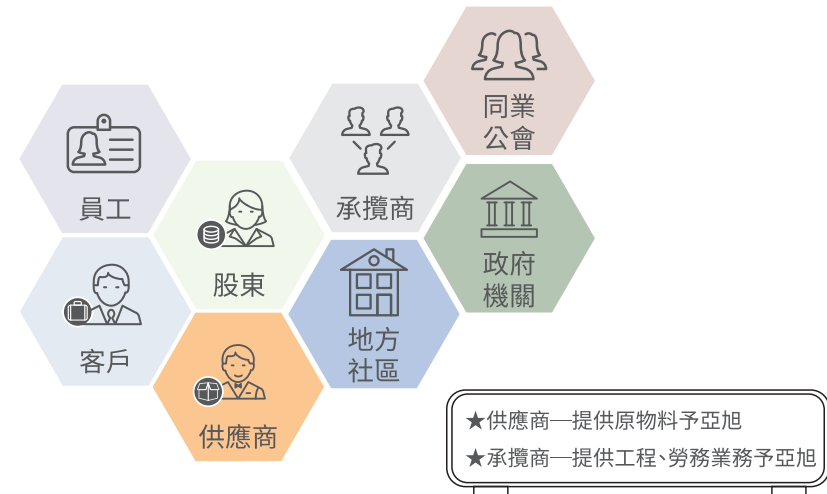 同業
公會
員工
承攬商
股東
政府
機關
客戶
地方
社區
供應商
★供應商—提供原物料予亞旭
★承攬商—提供工程、勞務業務予亞旭